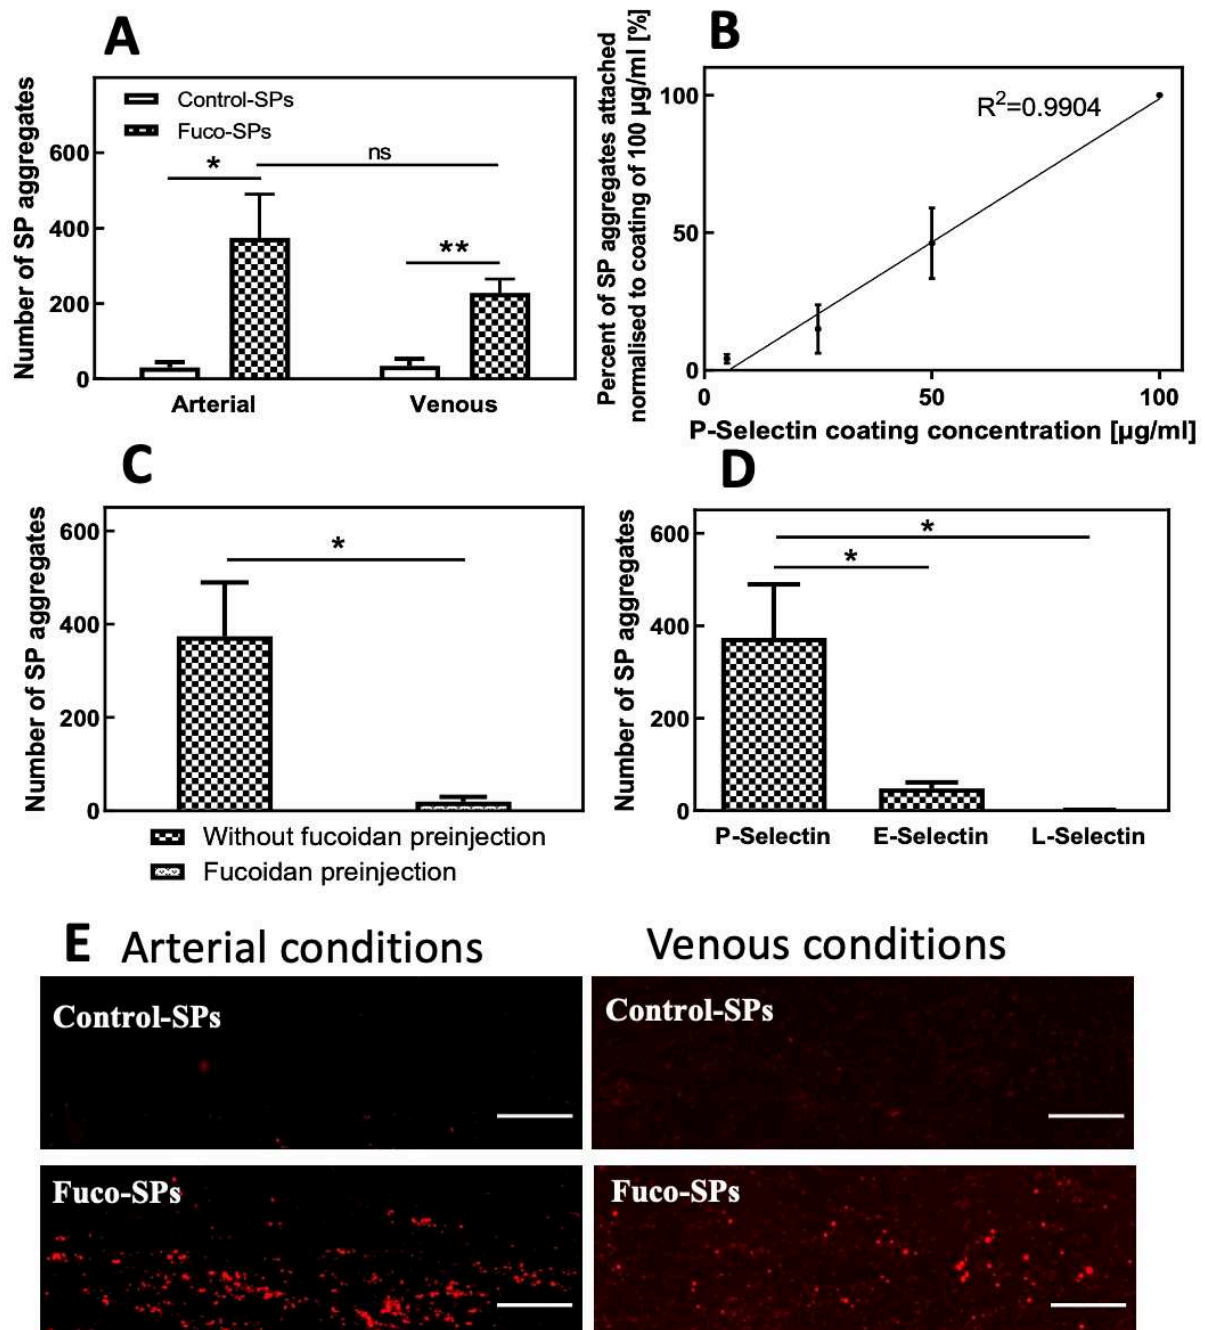 A
Number of SP aggregates
600
400
200
0
Control-SPs
Fuco-SPs
*
ns
**
Arterial
Venous
B
Percent of SP aggregates attached
normalised to coating of 100 µg/ml [%]
100
50
0
R²=0.9904
0
50
100
P-Selectin coating concentration [µg/ml]
C
Number of SP aggregates
600
400
200
0
*
Without fucoidan preinjection
Fucoidan preinjection
D
Number of SP aggregates
600
400
200
0
*
*
P-Selectin
E-Selectin
L-Selectin
E
Arterial conditions
Venous conditions
Control-SPs
Control-SPs
Fuco-SPs
Fuco-SPs